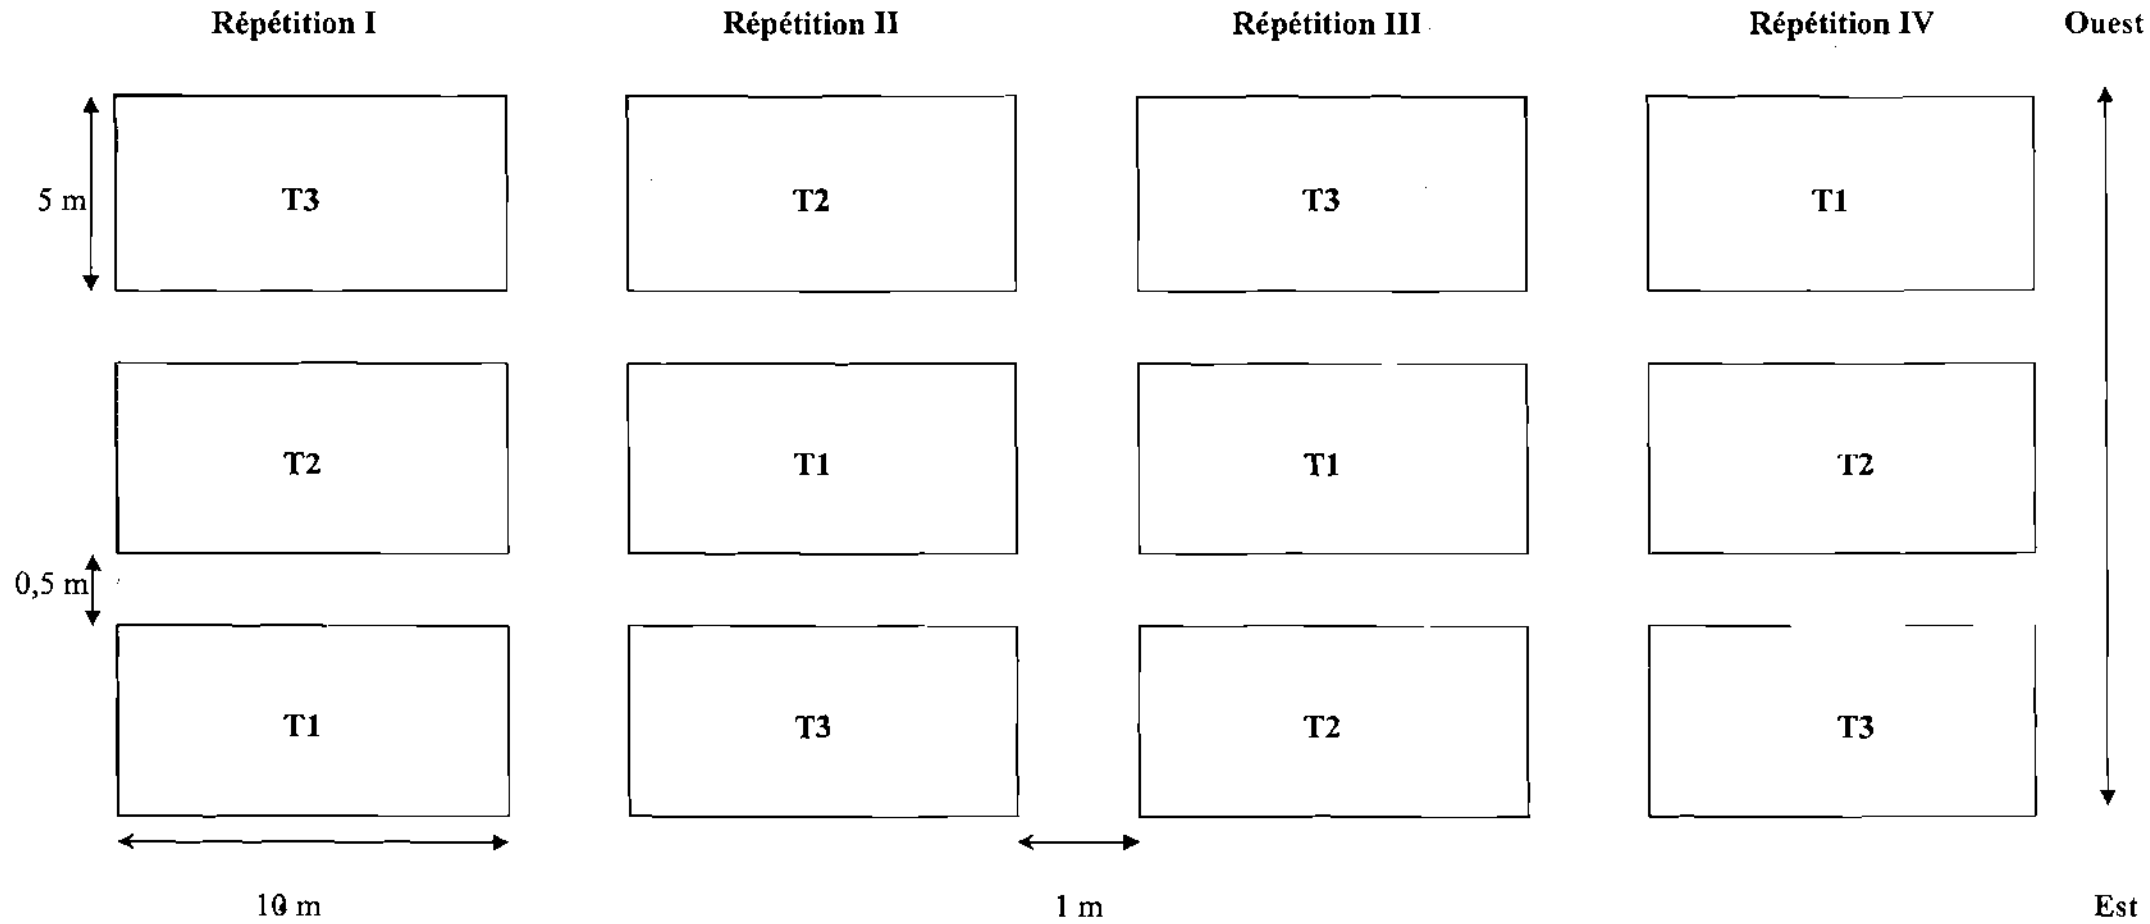 Répétition I Répétition II Répétition III Répétition IV Ouest
5 m T3 T2 T3 T1
T2 T1 T1 T2
0,5 m
T1 T3 T2 T3
10 m 1 m Est